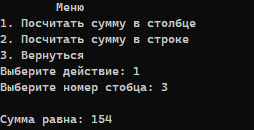 Меню
1. Посчитать сумму в столбце
2. Посчитать сумму в строке
3. Вернуться
Выберите действие: 1
Выберите номер стобца: 3
Сумма равна: 154